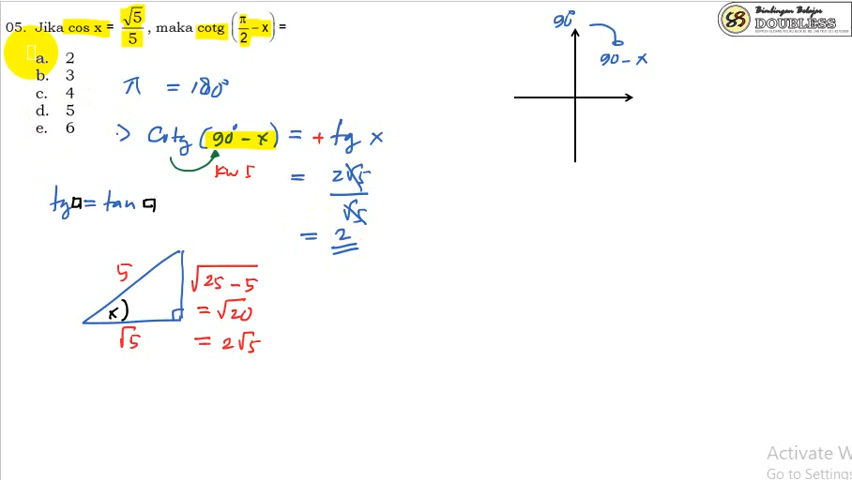 05. Jika cos x = √5/5, maka cotg (π/2 − x) =
a. 2
b. 3
c. 4
d. 5
e. 6
π = 180°
Cotg (90° − x) = + tg x
kw I
= 2√5/√5
= 2
tg□ = tan □
5
x
√5
√25 − 5
= √20
= 2√5
90°
90 − x
Bimbingan Belajar
85 DOUBLESS
Activate W
Go to Settings